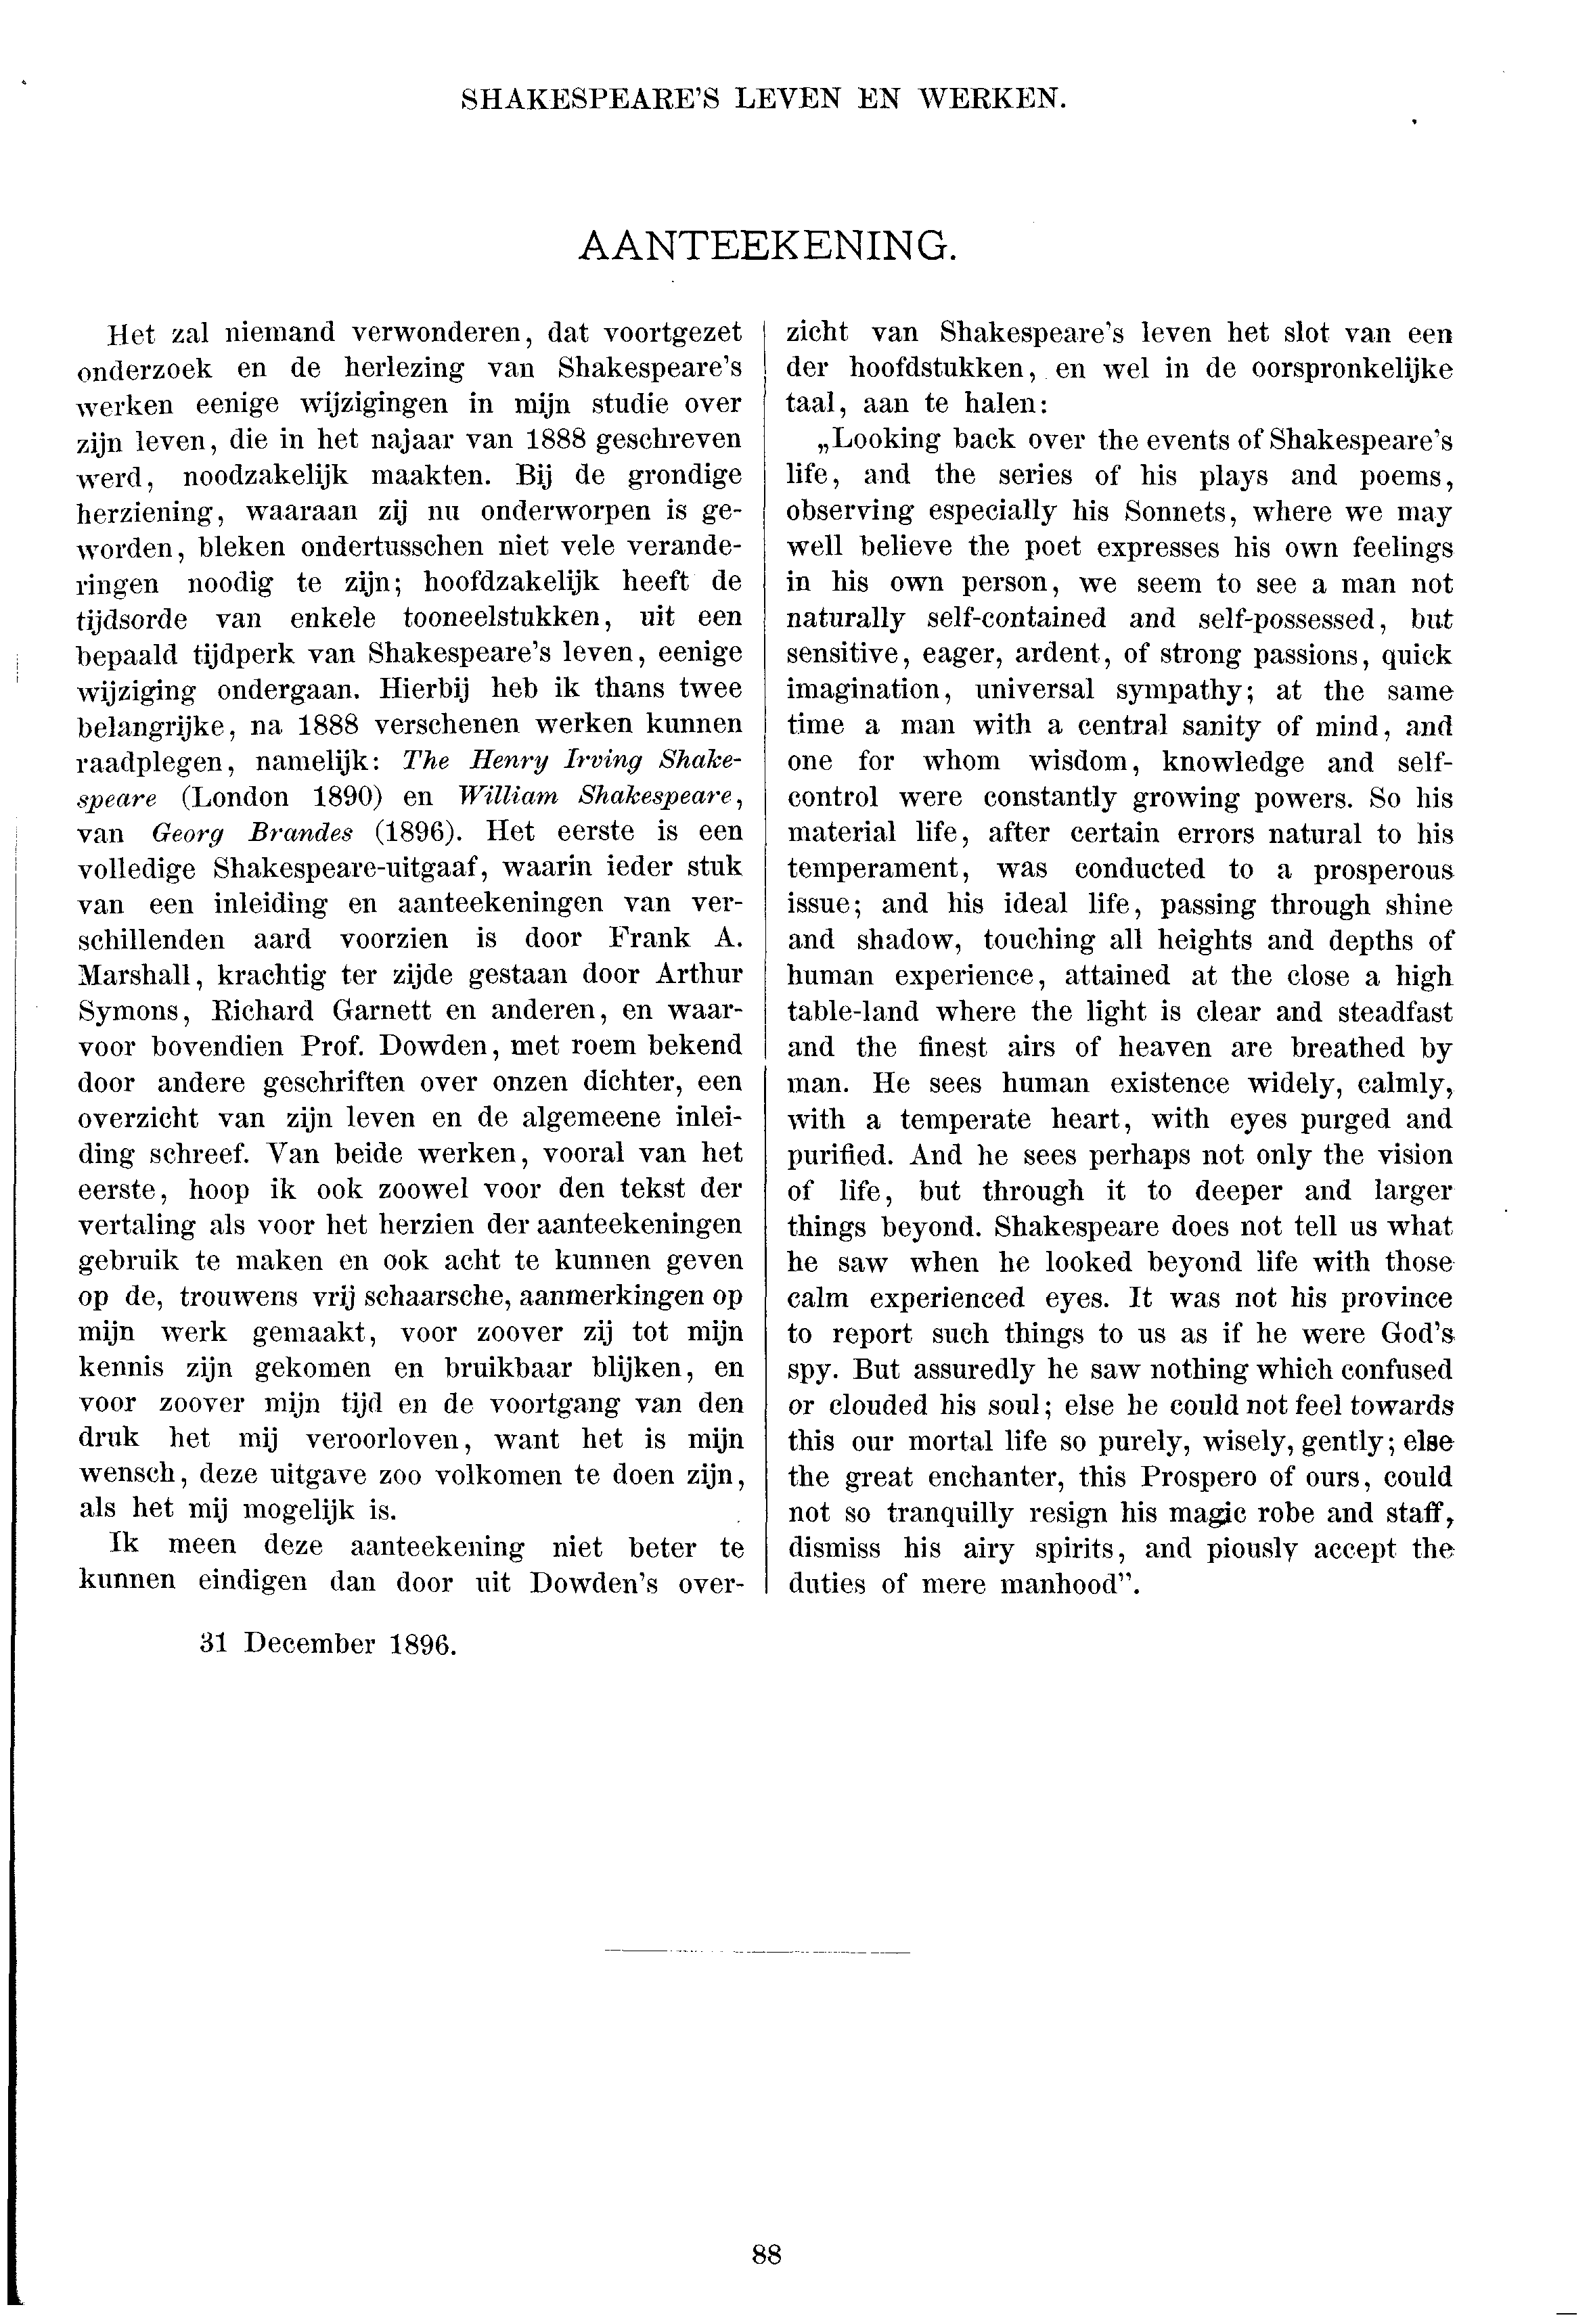 SHAKESPEARE'S LEVEN EN WERKEN.
AANTEEKENING.
Het zal niemand verwonderen, dat voortgezet
onderzoek en de herlezing van Shakespeare's
werken eenige wijzigingen in mijn studie over
zijn leven, die in het najaar van 1888 geschreven
werd, noodzakelijk maakten. Bij de grondige
herziening, waaraan zij nu onderworpen is ge-
worden, bleken ondertusschen niet vele verande-
ringen noodig te zijn; hoofdzakelijk heeft de
tijdsorde van enkele tooneelstukken, uit een
bepaald tijdperk van Shakespeare's leven, eenige
wijziging ondergaan. Hierbij heb ik thans twee
belangrijke, na 1888 verschenen werken kunnen
raadplegen, namelijk: The Henry Irving Shake-
speare (London 1890) en William Shakespeare,
van Georg Brandes (1896). Het eerste is een
volledige Shakespeare-uitgaaf, waarin ieder stuk
van een inleiding en aanteekeningen van ver-
schillenden aard voorzien is door Frank A.
Marshall, krachtig ter zijde gestaan door Arthur
Symons, Richard Garnett en anderen, en waar-
voor bovendien Prof. Dowden, met roem bekend
door andere geschriften over onzen dichter, een
overzicht van zijn leven en de algemeene inlei-
ding schreef. Van beide werken, vooral van het
eerste, hoop ik ook zoowel voor den tekst der
vertaling als voor het herzien der aanteekeningen
gebruik te maken en ook acht te kunnen geven
op de, trouwens vrij schaarsche, aanmerkingen op
mijn werk gemaakt, voor zoover zij tot mijn
kennis zijn gekomen en bruikbaar blijken, en
voor zoover mijn tijd en de voortgang van den
druk het mij veroorloven, want het is mijn
wensch, deze uitgave zoo volkomen te doen zijn,
als het mij mogelijk is.
Ik meen deze aanteekening niet beter te
kunnen eindigen dan door uit Dowden's over-
zicht van Shakespeare's leven het slot van een
der hoofdstukken, en wel in de oorspronkelijke
taal, aan te halen:
„Looking back over the events of Shakespeare's
life, and the series of his plays and poems,
observing especially his Sonnets, where we may
well believe the poet expresses his own feelings
in his own person, we seem to see a man not
naturally self-contained and self-possessed, but
sensitive, eager, ardent, of strong passions, quick
imagination, universal sympathy; at the same
time a man with a central sanity of mind, and
one for whom wisdom, knowledge and self-
control were constantly growing powers. So his
material life, after certain errors natural to his
temperament, was conducted to a prosperous
issue; and his ideal life, passing through shine
and shadow, touching all heights and depths of
human experience, attained at the close a high
table-land where the light is clear and steadfast
and the finest airs of heaven are breathed by
man. He sees human existence widely, calmly,
with a temperate heart, with eyes purged and
purified. And he sees perhaps not only the vision
of life, but through it to deeper and larger
things beyond. Shakespeare does not tell us what
he saw when he looked beyond life with those
calm experienced eyes. It was not his province
to report such things to us as if he were God's
spy. But assuredly he saw nothing which confused
or clouded his soul; else he could not feel towards
this our mortal life so purely, wisely, gently; else
the great enchanter, this Prospero of ours, could
not so tranquilly resign his magic robe and staff,
dismiss his airy spirits, and piously accept the
duties of mere manhood”.
31 December 1896.
88